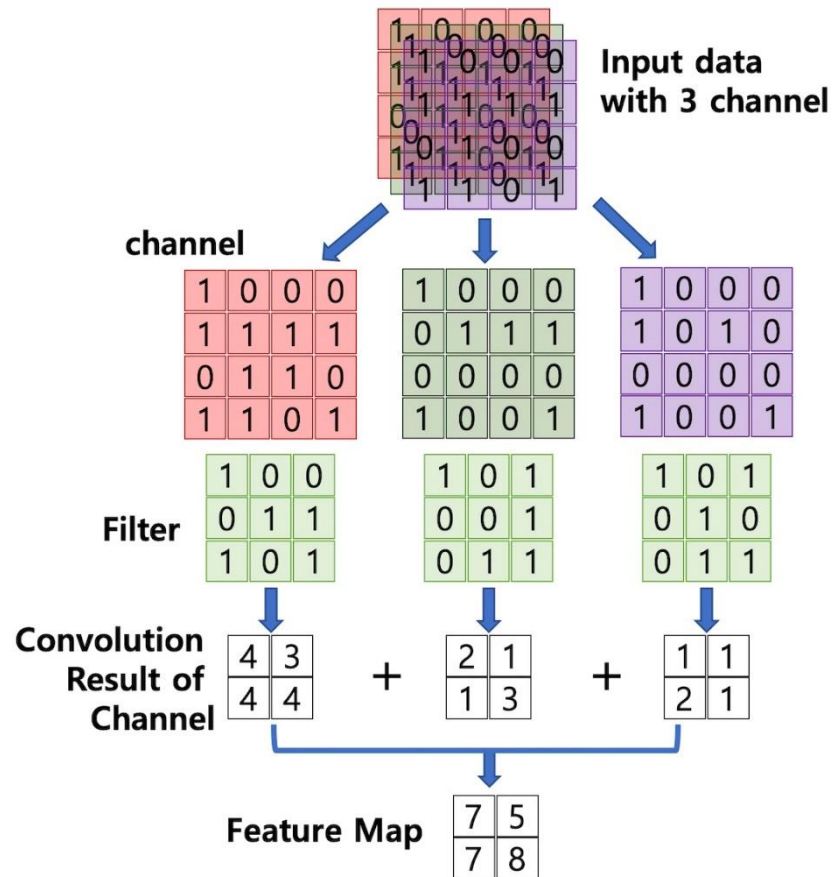 Input data
with 3 channel
channel
1 0 0 0
1 1 1 1
0 1 1 0
1 1 0 1
1 0 0 0
0 1 1 1
0 0 0 0
1 0 0 1
1 0 0 0
1 0 1 0
0 0 0 0
1 0 0 1
Filter
1 0 0
0 1 1
1 0 1
1 0 1
0 0 1
0 1 1
1 0 1
0 1 0
0 1 1
Convolution
Result of
Channel
4 3
4 4
+
2 1
1 3
+
1 1
2 1
Feature Map
7 5
7 8